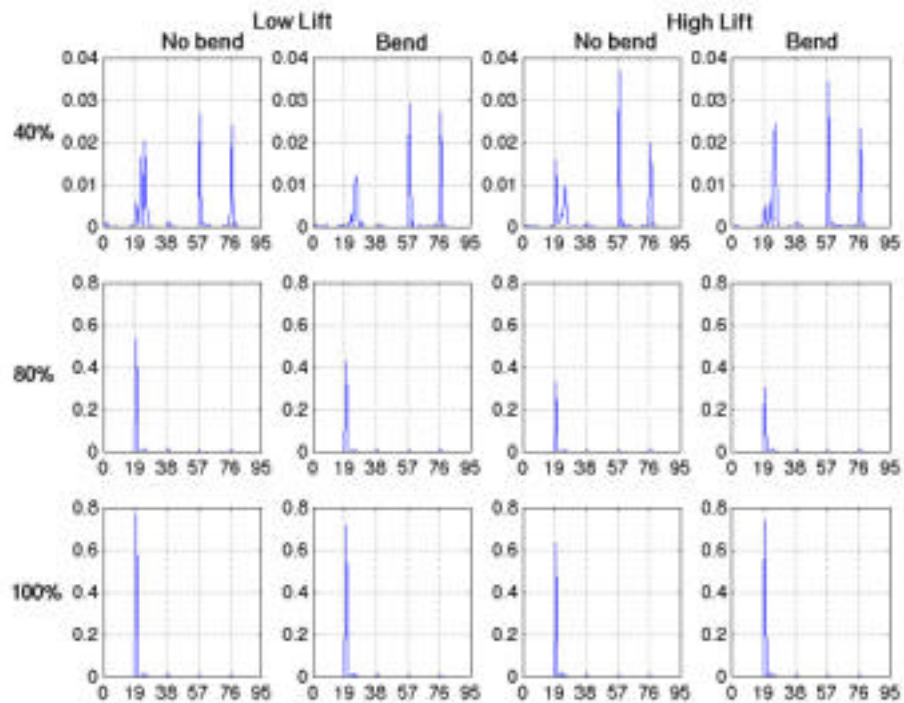 Low Lift High Lift
No bend Bend No bend Bend
40%
0.04 0.04 0.04 0.04
0.03 0.03 0.03 0.03
0.02 0.02 0.02 0.02
0.01 0.01 0.01 0.01
0 0 0 0
0 19 38 57 76 95 0 19 38 57 76 95 0 19 38 57 76 95 0 19 38 57 76 95
80%
0.8 0.8 0.8 0.8
0.6 0.6 0.6 0.6
0.4 0.4 0.4 0.4
0.2 0.2 0.2 0.2
0 0 0 0
0 19 38 57 76 95 0 19 38 57 76 95 0 19 38 57 76 95 0 19 38 57 76 95
100%
0.8 0.8 0.8 0.8
0.6 0.6 0.6 0.6
0.4 0.4 0.4 0.4
0.2 0.2 0.2 0.2
0 0 0 0
0 19 38 57 76 95 0 19 38 57 76 95 0 19 38 57 76 95 0 19 38 57 76 95